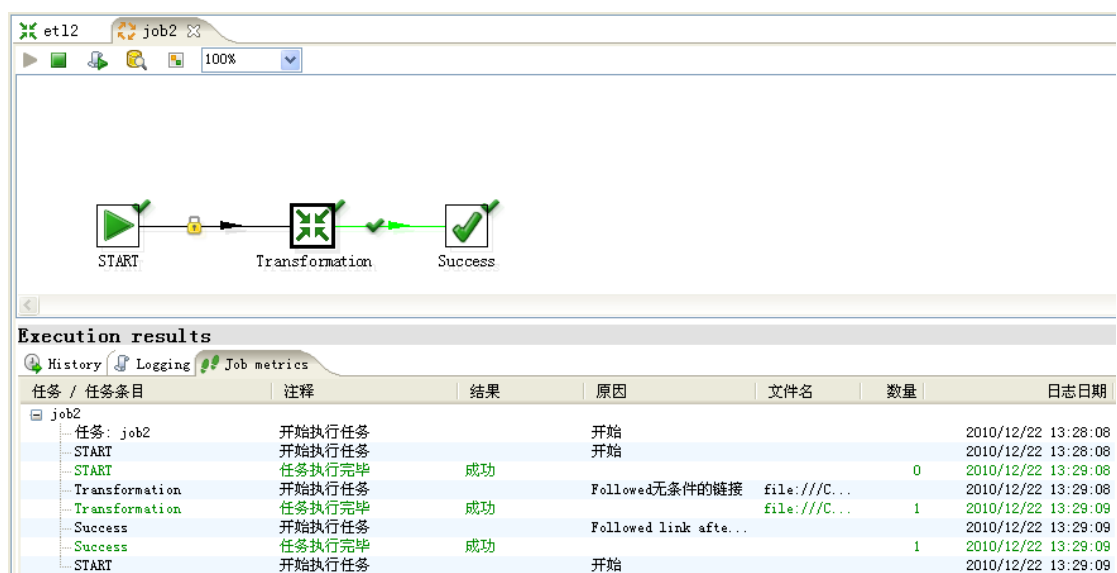 etl2 job2
100%
START Transformation Success
Execution results
History Logging Job metrics
任务 / 任务条目 注释 结果 原因 文件名 数量 日志日期
job2
任务: job2 开始执行任务 开始 2010/12/22 13:28:08
START 开始执行任务 开始 2010/12/22 13:28:08
START 任务执行完毕 成功 0 2010/12/22 13:29:08
Transformation 开始执行任务 Followed无条件的链接 file:///C... 2010/12/22 13:29:08
Transformation 任务执行完毕 成功 file:///C... 1 2010/12/22 13:29:09
Success 开始执行任务 Followed link afte... 2010/12/22 13:29:09
Success 任务执行完毕 成功 1 2010/12/22 13:29:09
START 开始执行任务 开始 2010/12/22 13:29:09